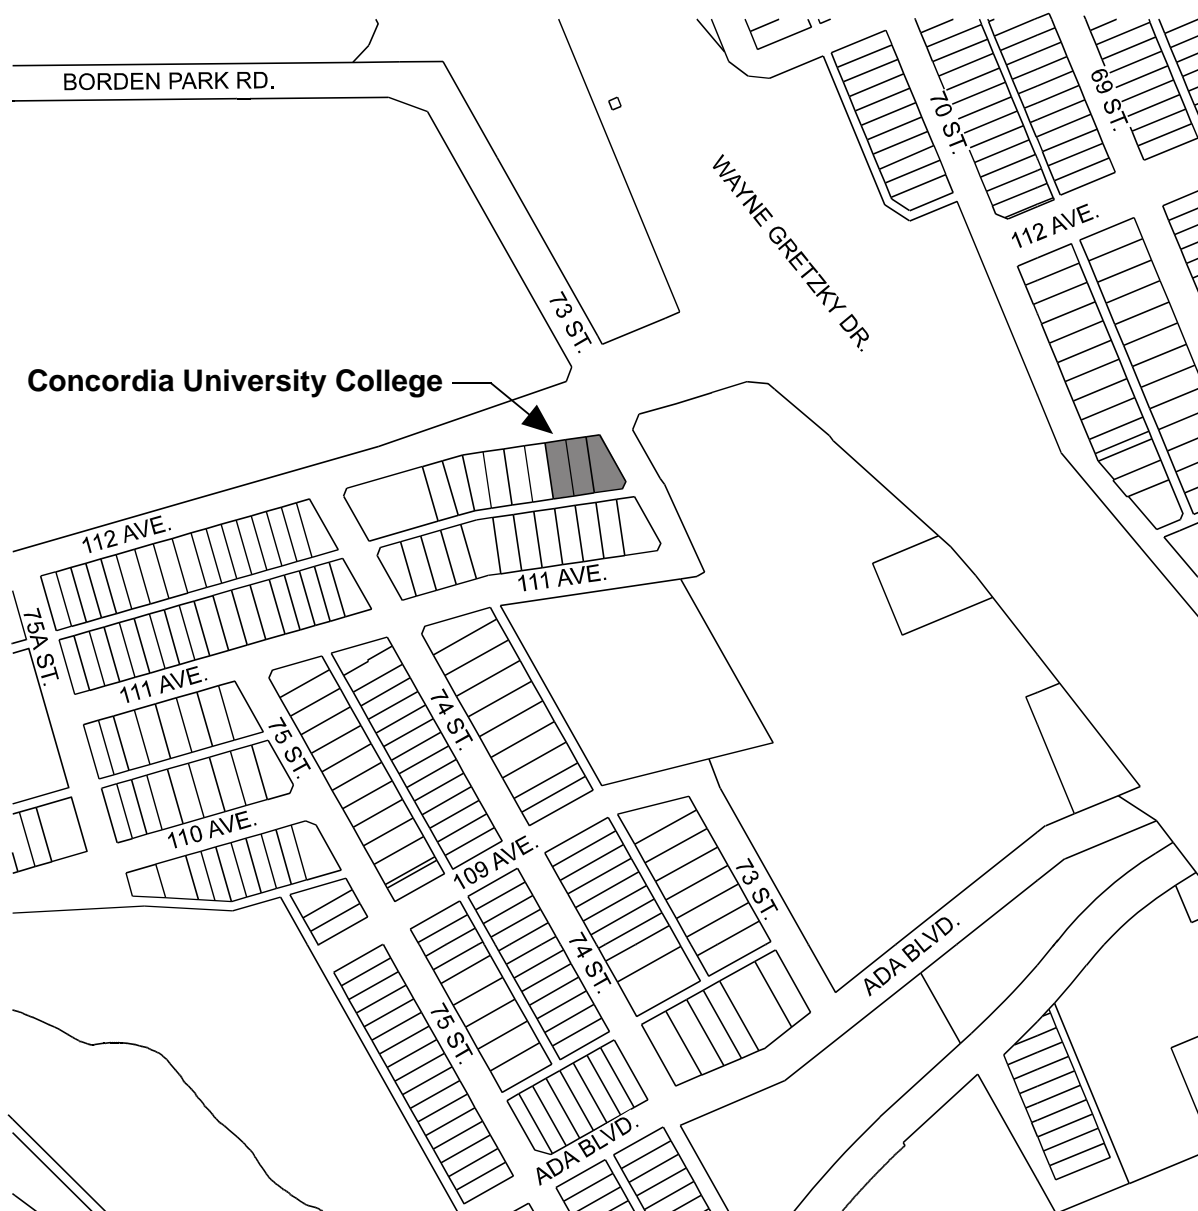 BORDEN PARK RD.
69 ST.
70 ST.
WAYNE GRETZKY DR.
112 AVE.
73 ST.
Concordia University College
112 AVE.
111 AVE.
75A ST.
111 AVE.
74 ST.
75 ST.
110 AVE.
109 AVE.
73 ST.
ADA BLVD.
74 ST.
75 ST.
ADA BLVD.